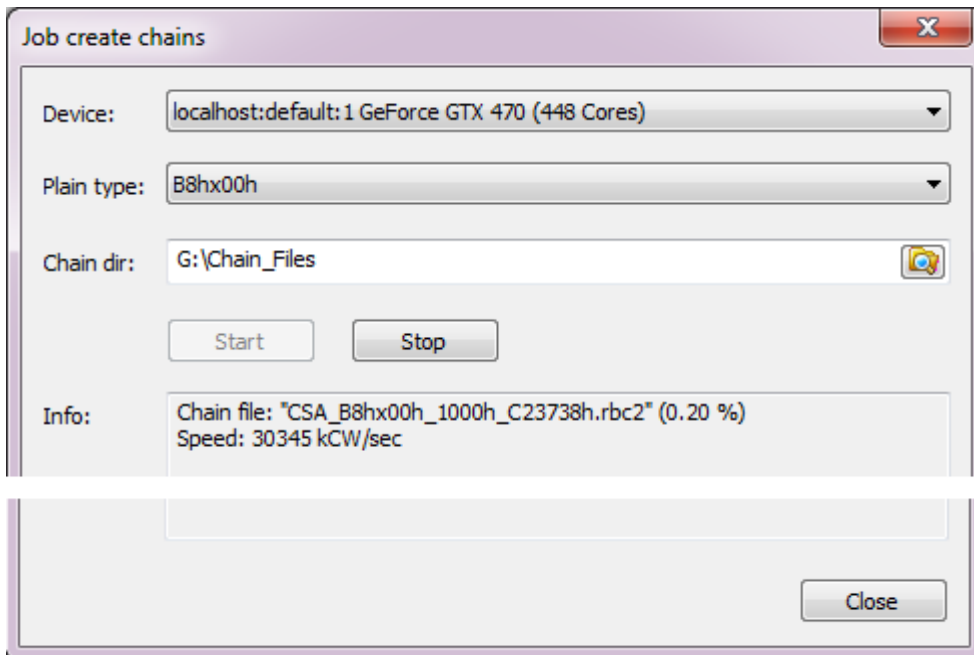 Job create chains
Device: localhost:default:1 GeForce GTX 470 (448 Cores)
Plain type: B8hx00h
Chain dir: G:\Chain_Files
Start Stop
Info: Chain file: "CSA_B8hx00h_1000h_C23738h.rbc2" (0.20 %)
Speed: 30345 kCW/sec
Close